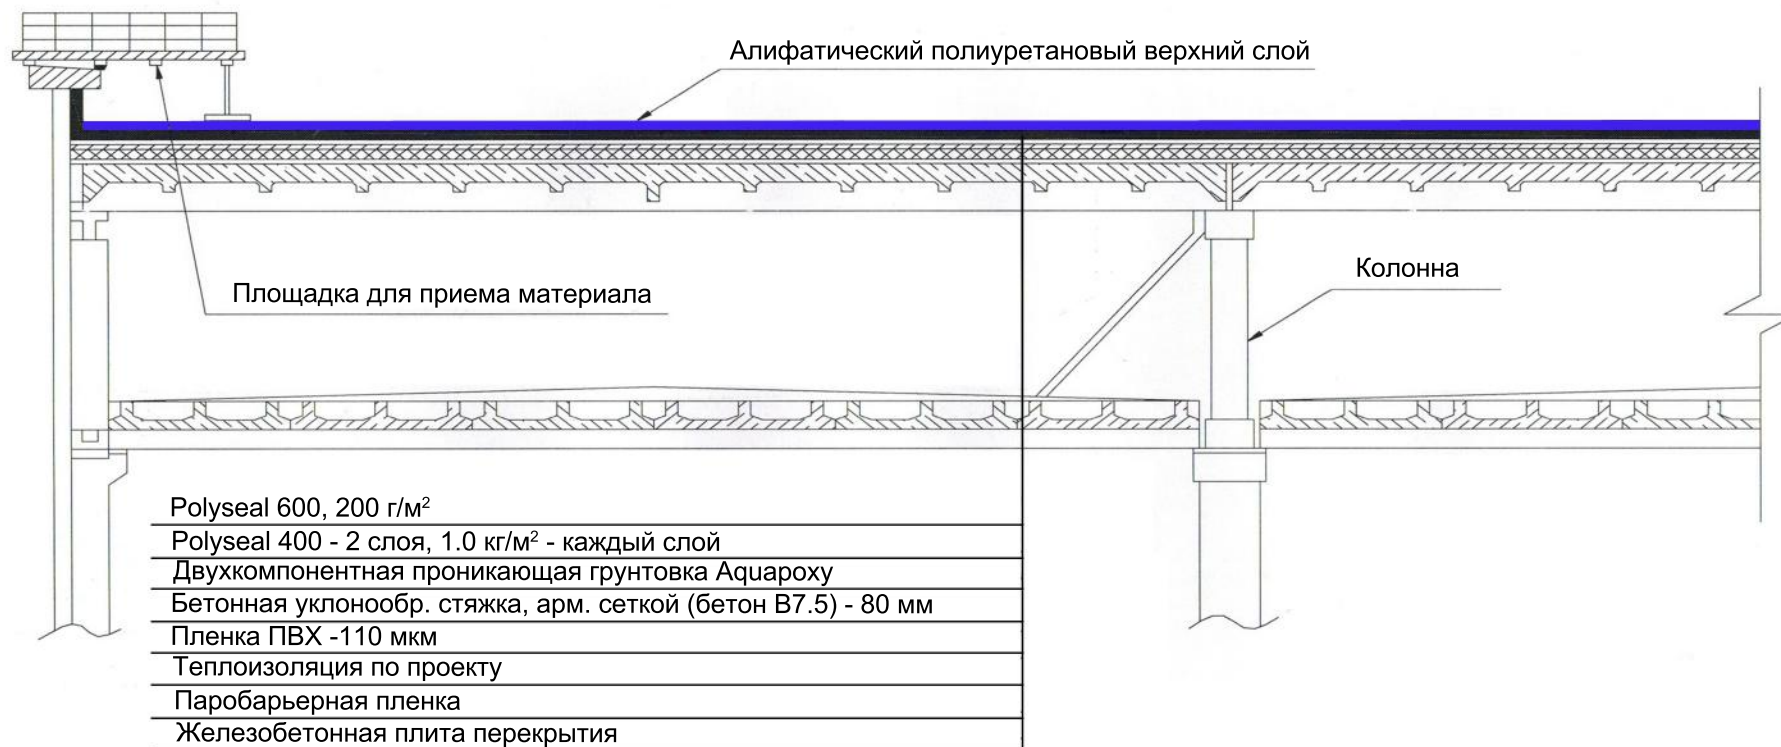 Алифатический полиуретановый верхний слой
Площадка для приема материала
Колонна
Polyseal 600, 200 г/м²
Polyseal 400 - 2 слоя, 1.0 кг/м² - каждый слой
Двухкомпонентная проникающая грунтовка Aquapoxy
Бетонная уклонообр. стяжка, арм. сеткой (бетон В7.5) - 80 мм
Пленка ПВХ -110 мкм
Теплоизоляция по проекту
Паробарьерная пленка
Железобетонная плита перекрытия